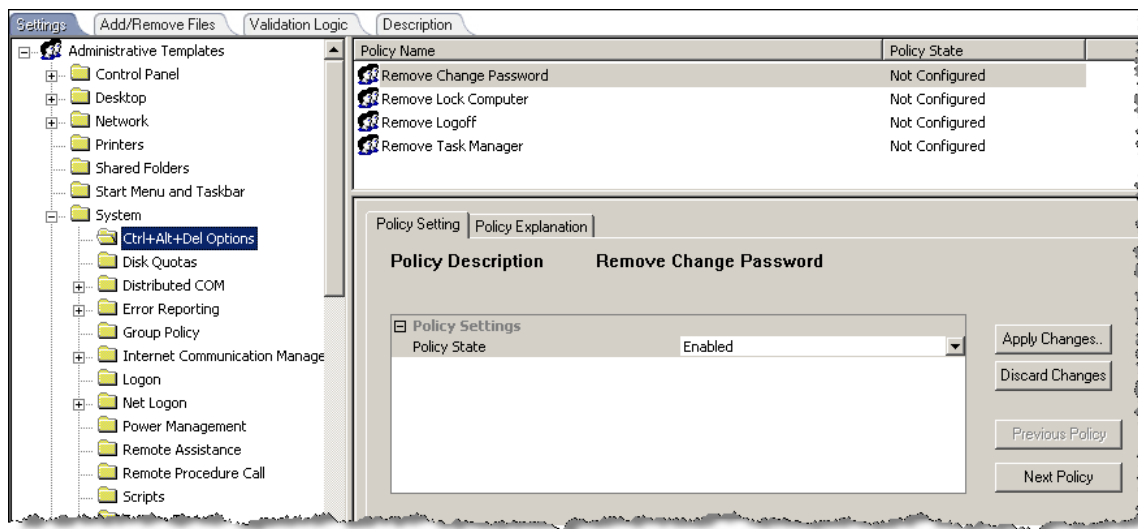 Settings Add/Remove Files Validation Logic Description
Administrative Templates
Control Panel
Desktop
Network
Printers
Shared Folders
Start Menu and Taskbar
System
Ctrl+Alt+Del Options
Disk Quotas
Distributed COM
Error Reporting
Group Policy
Internet Communication Manage
Logon
Net Logon
Power Management
Remote Assistance
Remote Procedure Call
Scripts
Policy Name Policy State
Remove Change Password Not Configured
Remove Lock Computer Not Configured
Remove Logoff Not Configured
Remove Task Manager Not Configured
Policy Setting Policy Explanation
Policy Description Remove Change Password
Policy Settings
Policy State Enabled
Apply Changes..
Discard Changes
Previous Policy
Next Policy